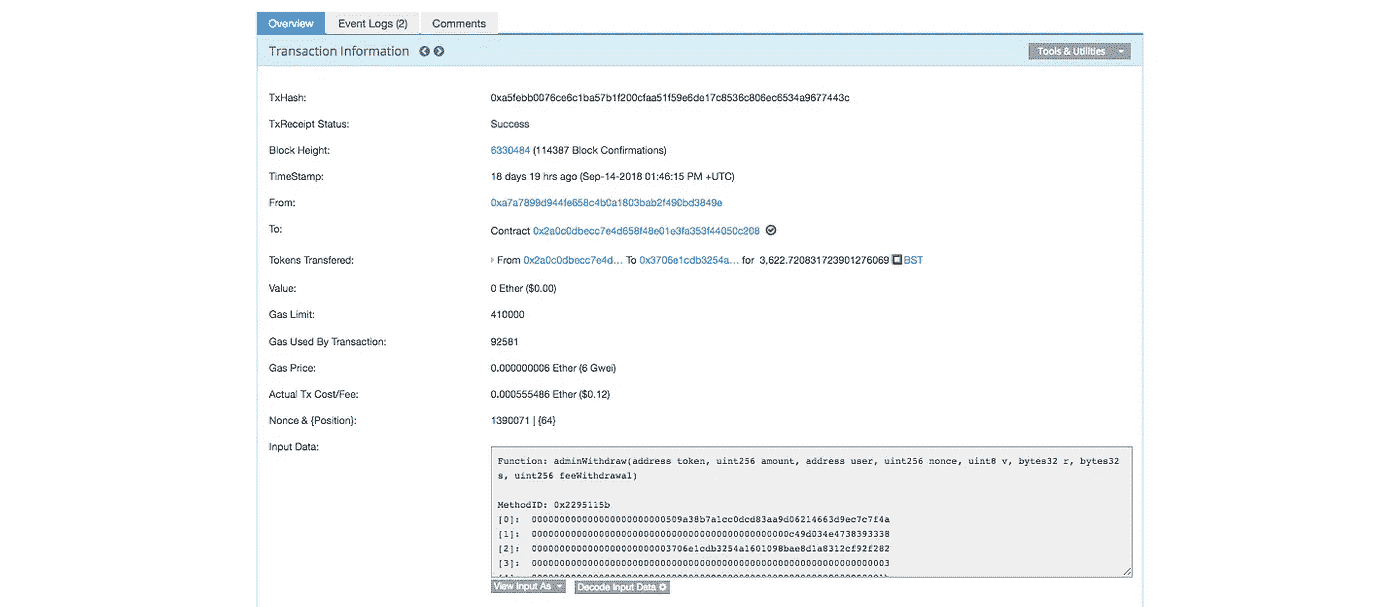 Overview Event Logs (2) Comments
Transaction Information Tools & Utilities
TxHash: 0xa5febb0076ce6c1ba57b1f200cfaa51f59e6de17c8536c806ec6534a9677443c
TxReceipt Status: Success
Block Height: 6330484 (114387 Block Confirmations)
TimeStamp: 18 days 19 hrs ago (Sep-14-2018 01:46:15 PM +UTC)
From: 0xa7a7899d944fe658c4b0a1803bab2f490bd3849e
To: Contract 0x2a0c0dbecc7e4d658f48e01e3fa353f44050c208
Tokens Transfered: From 0x2a0c0dbecc7e4d... To 0x3706e1cdb3254a... for 3,622.720831723901276069 BST
Value: 0 Ether ($0.00)
Gas Limit: 410000
Gas Used By Transaction: 92581
Gas Price: 0.000000006 Ether (6 Gwei)
Actual Tx Cost/Fee: 0.000555486 Ether ($0.12)
Nonce & {Position}: 1390071 | {64}
Input Data:
Function: adminWithdraw(address token, uint256 amount, address user, uint256 nonce, uint8 v, bytes32 r, bytes32
s, uint256 feeWithdrawal)
MethodID: 0x2295115b
[0]: 000000000000000000000000509a38b7a1cc0dcd83aa9d06214663d9ec7c7f4a
[1]: 0000000000000000000000000000000000000000000000c49d034e4738393338
[2]: 0000000000000000000000003706e1cdb3254a1601098bae8d1a8312cf92f282
[3]: 0000000000000000000000000000000000000000000000000000000000000003
View Input As Decode Input Data